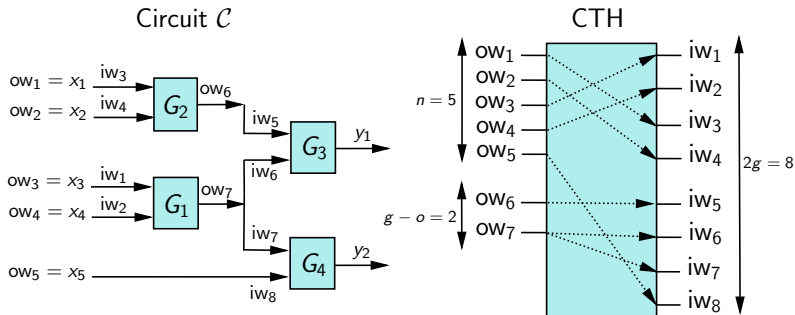 Circuit 𝒞
CTH
ow₁ = x₁
iw₃
ow₂ = x₂
iw₄
G₂
ow₆
iw₅
G₃
y₁
iw₆
ow₃ = x₃
iw₁
ow₄ = x₄
iw₂
G₁
ow₇
iw₇
G₄
y₂
ow₅ = x₅
iw₈
n = 5
g − o = 2
ow₁
ow₂
ow₃
ow₄
ow₅
ow₆
ow₇
iw₁
iw₂
iw₃
iw₄
iw₅
iw₆
iw₇
iw₈
2g = 8